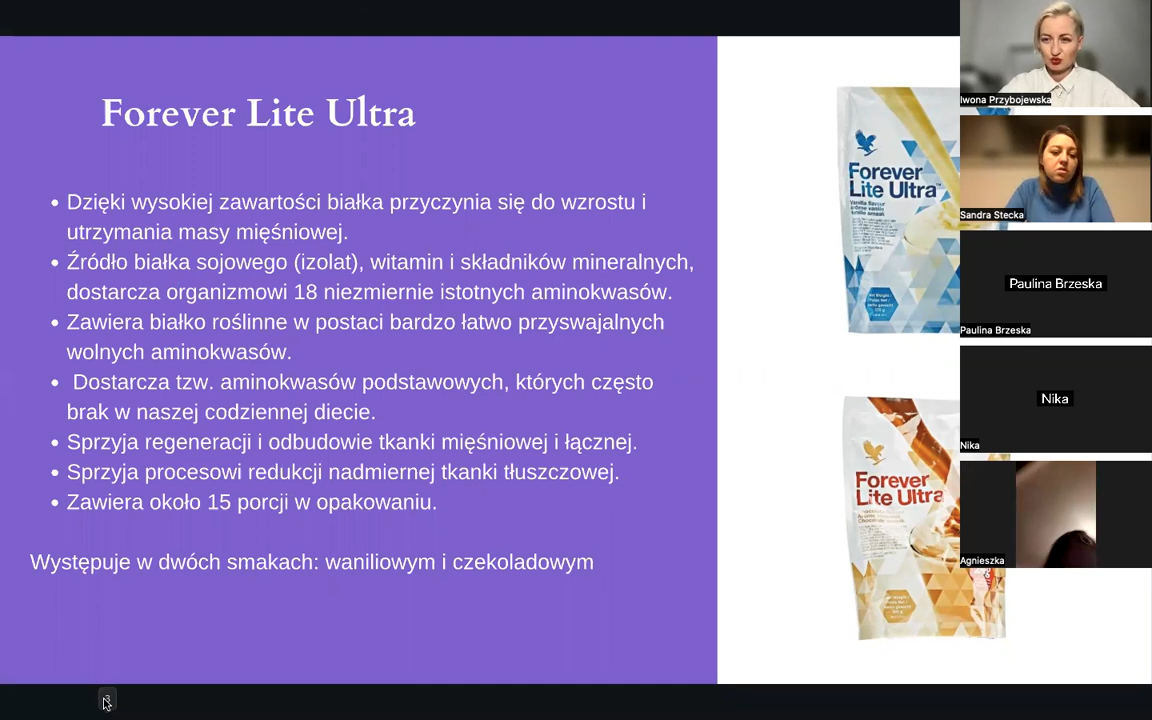 Forever Lite Ultra
Dzięki wysokiej zawartości białka przyczynia się do wzrostu i
utrzymania masy mięśniowej.
Źródło białka sojowego (izolat), witamin i składników mineralnych,
dostarcza organizmowi 18 niezmiernie istotnych aminokwasów.
Zawiera białko roślinne w postaci bardzo łatwo przyswajalnych
wolnych aminokwasów.
Dostarcza tzw. aminokwasów podstawowych, których często
brak w naszej codziennej diecie.
Sprzyja regeneracji i odbudowie tkanki mięśniowej i łącznej.
Sprzyja procesowi redukcji nadmiernej tkanki tłuszczowej.
Zawiera około 15 porcji w opakowaniu.
Występuje w dwóch smakach: waniliowym i czekoladowym
Forever
Lite Ultra
Vanilla flavour
Forever
Lite Ultra
Iwona Przybojewska
Sandra Stecka
Paulina Brzeska
Paulina Brzeska
Nika
Nika
Agnieszka